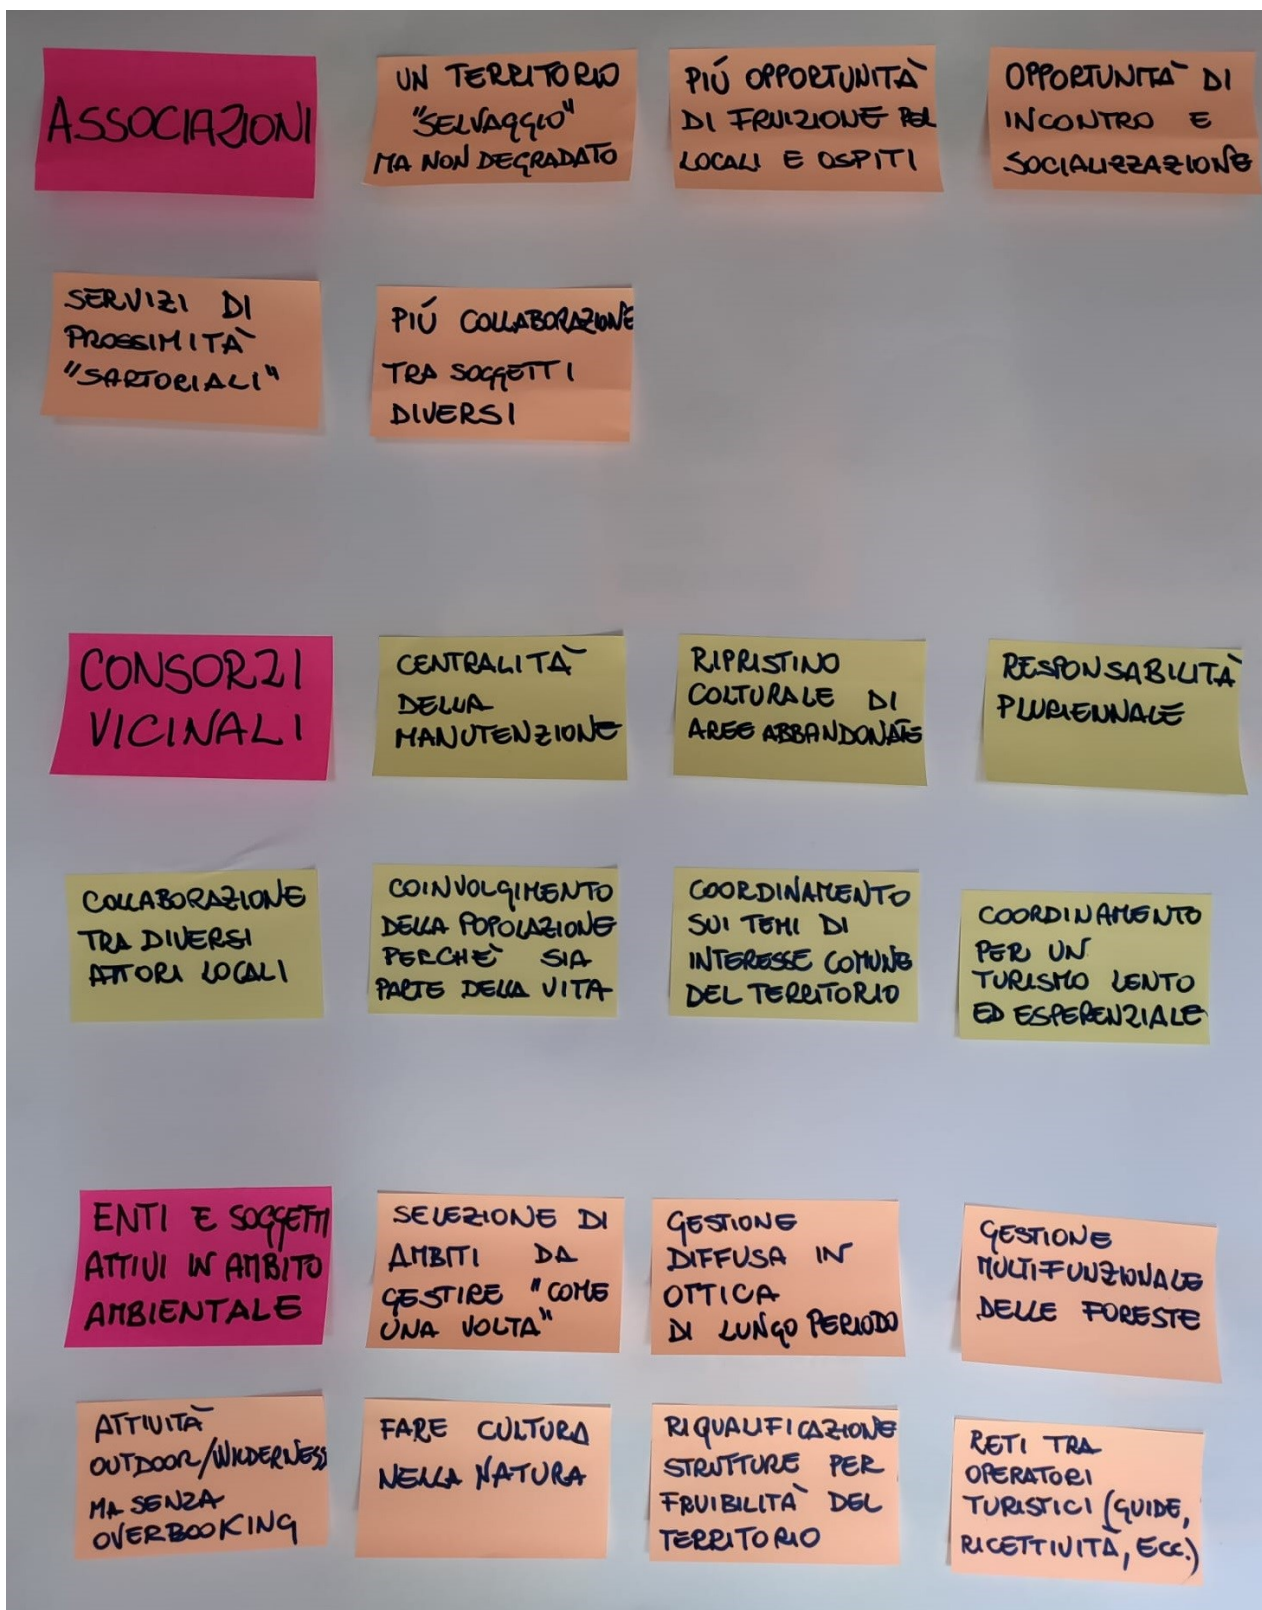 ASSOCIAZIONI
UN TERRITORIO
"SELVAGGIO"
MA NON DEGRADATO
PIÚ OPPORTUNITÀ
DI FRUIZIONE PER
LOCALI E OSPITI
OPPORTUNITÀ DI
INCONTRO E
SOCIALIZZAZIONE
SERVIZI DI
PROSSIMITÀ
"SARTORIALI"
PIÚ COLLABORAZIONE
TRA SOGGETTI
DIVERSI
CONSORZI
VICINALI
CENTRALITÀ
DELLA
MANUTENZIONE
RIPRISTINO
COLTURALE DI
AREE ABBANDONATE
RESPONSABILITÀ
PLURIENNALE
COLLABORAZIONE
TRA DIVERSI
ATTORI LOCALI
COINVOLGIMENTO
DELLA POPOLAZIONE
PERCHÈ SIA
PARTE DELLA VITA
COORDINAMENTO
SUI TEMI DI
INTERESSE COMUNE
DEL TERRITORIO
COORDINAMENTO
PER UN
TURISMO LENTO
ED ESPERENZIALE
ENTI E SOGGETTI
ATTIVI IN AMBITO
AMBIENTALE
SELEZIONE DI
AMBITI DA
GESTIRE "COME
UNA VOLTA"
GESTIONE
DIFFUSA IN
OTTICA
DI LUNGO PERIODO
GESTIONE
MULTIFUNZIONALE
DELLE FORESTE
ATTIVITÀ
OUTDOOR/WILDERNESS
MA SENZA
OVERBOOKING
FARE CULTURA
NELLA NATURA
RIQUALIFICAZIONE
STRUTTURE PER
FRUIBILITÀ DEL
TERRITORIO
RETI TRA
OPERATORI
TURISTICI (GUIDE,
RICETTIVITÀ, ECC.)